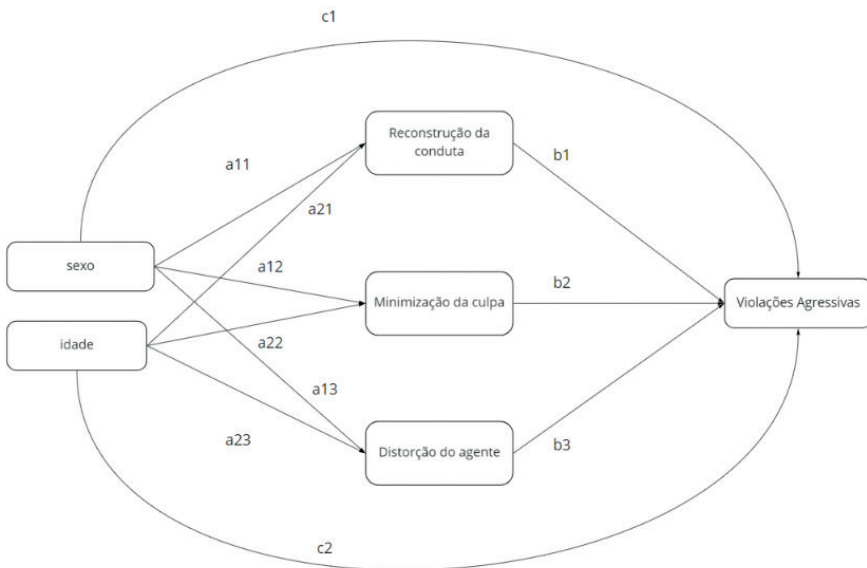 c1
Reconstrução da
conduta
b1
a11
a21
sexo
a12
Minimização da culpa
b2
Violações Agressivas
idade
a22
a13
a23
Distorção do agente
b3
c2